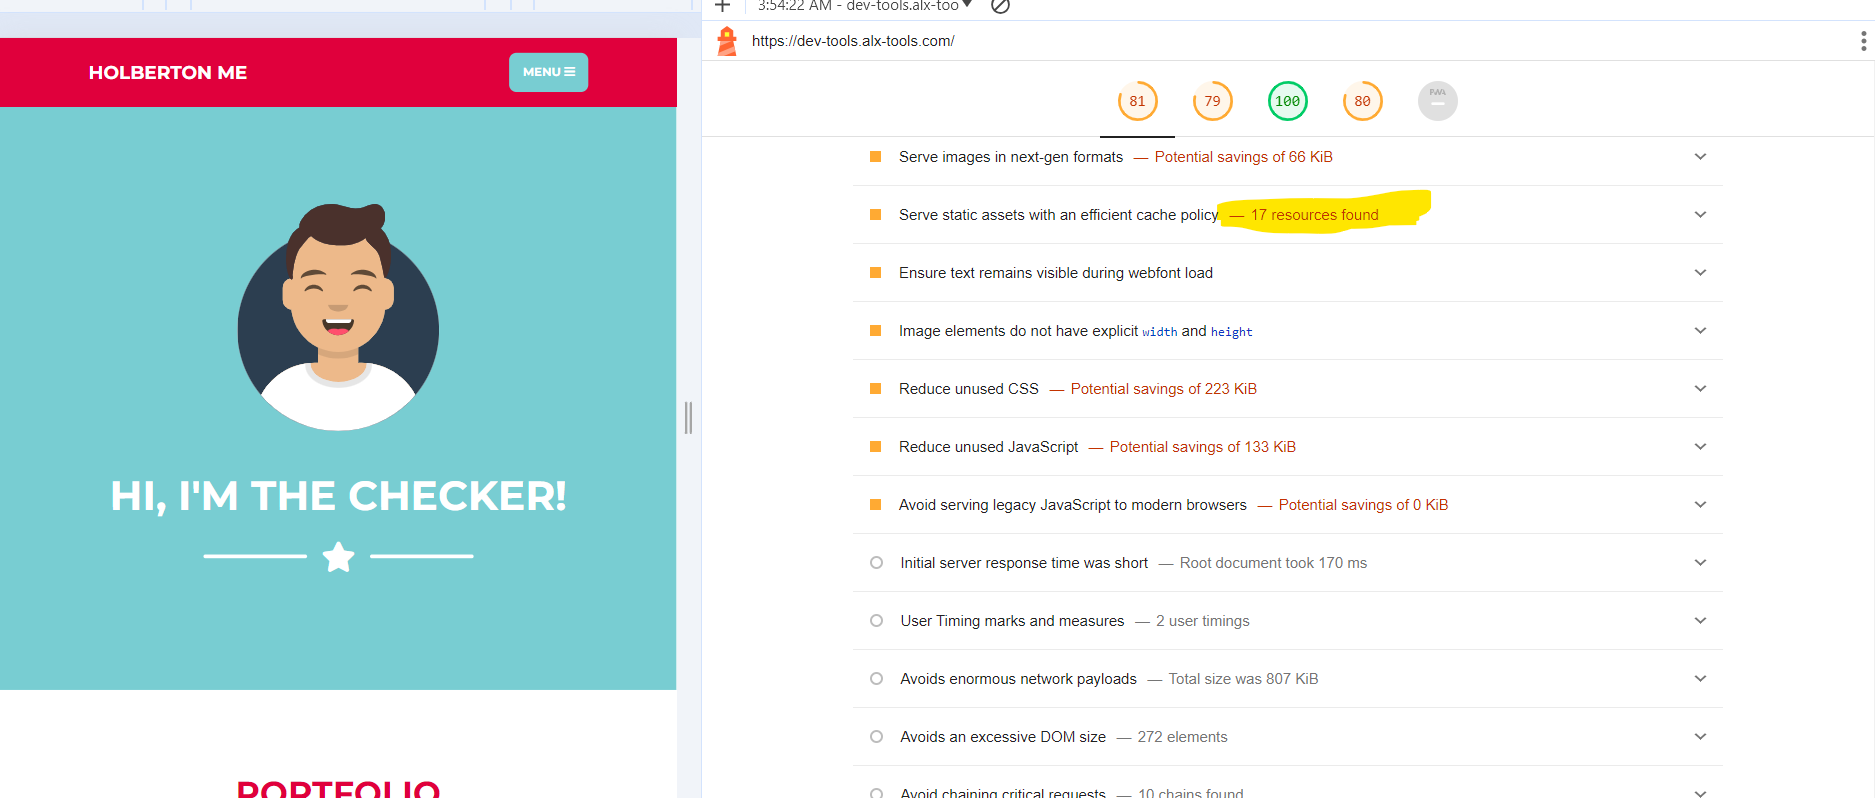 3:54:22 AM - dev-tools.alx-too
https://dev-tools.alx-tools.com/
HOLBERTON ME
MENU
81
79
100
80
PWA
Serve images in next-gen formats — Potential savings of 66 KiB
Serve static assets with an efficient cache policy — 17 resources found
Ensure text remains visible during webfont load
Image elements do not have explicit width and height
Reduce unused CSS — Potential savings of 223 KiB
Reduce unused JavaScript — Potential savings of 133 KiB
Avoid serving legacy JavaScript to modern browsers — Potential savings of 0 KiB
Initial server response time was short — Root document took 170 ms
User Timing marks and measures — 2 user timings
Avoids enormous network payloads — Total size was 807 KiB
Avoids an excessive DOM size — 272 elements
Avoid chaining critical requests — 10 chains found
HI, I'M THE CHECKER!
PORTFOLIO